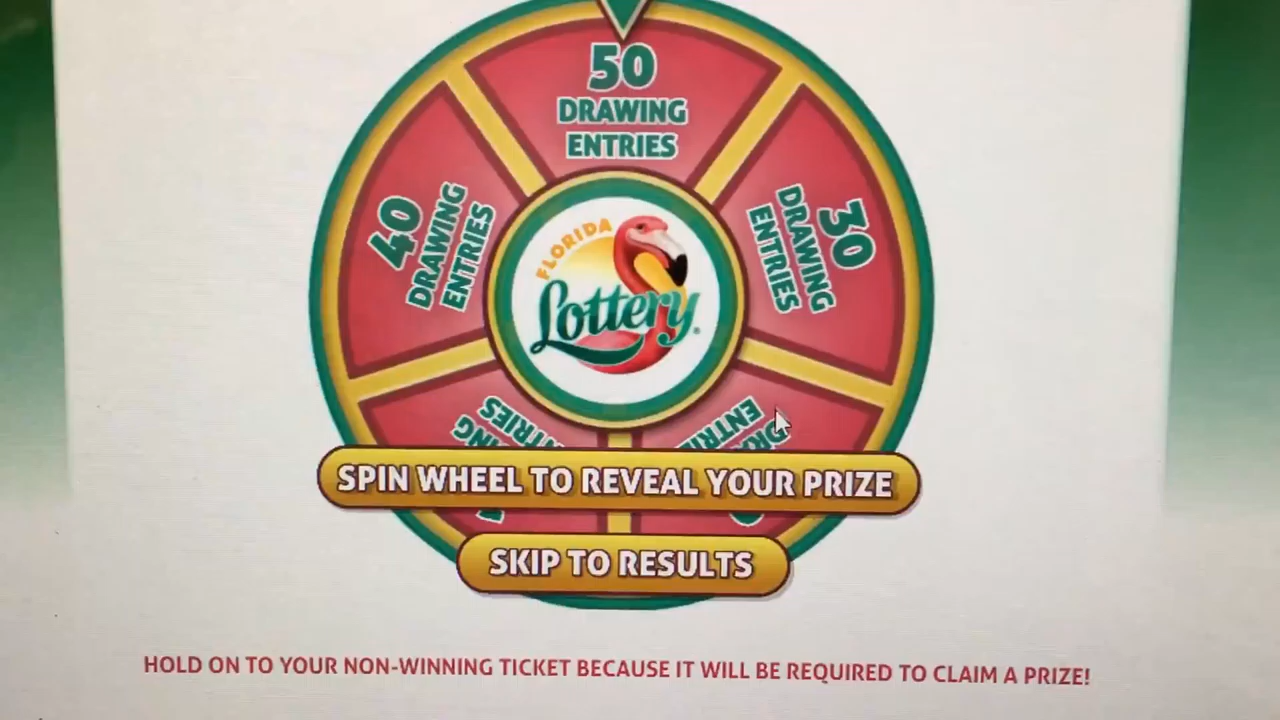 50
DRAWING
ENTRIES
40
DRAWING
ENTRIES
30
DRAWING
ENTRIES
FLORIDA
Lottery
SPIN WHEEL TO REVEAL YOUR PRIZE
SKIP TO RESULTS
HOLD ON TO YOUR NON-WINNING TICKET BECAUSE IT WILL BE REQUIRED TO CLAIM A PRIZE!